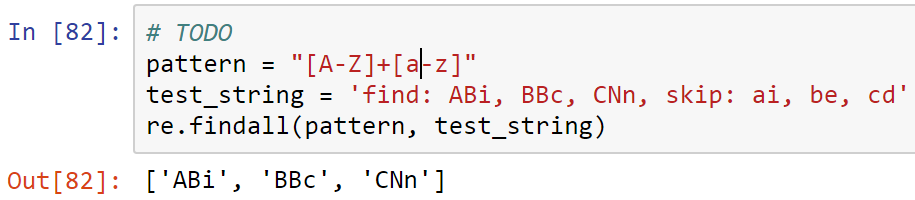 In [82]: # TODO
pattern = "[A-Z]+[a-z]"
test_string = 'find: ABi, BBc, CNn, skip: ai, be, cd'
re.findall(pattern, test_string)
Out[82]: ['ABi', 'BBc', 'CNn']